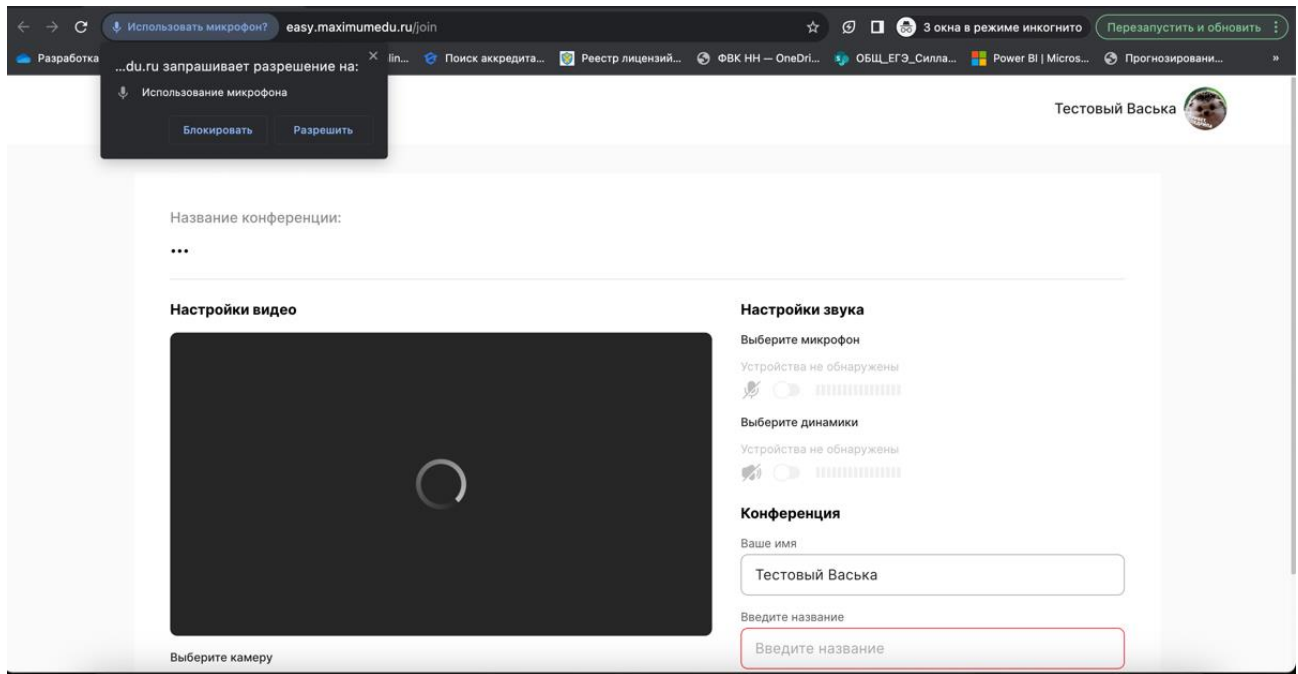 Использовать микрофон?
easy.maximumedu.ru/join
3 окна в режиме инкогнито
Перезапустить и обновить
Разработка
lin...
Поиск аккредита...
Реестр лицензий...
ФВК НН — OneDri...
ОБЩ_ЕГЭ_Силла...
Power BI | Micros...
Прогнозировани...
»
...du.ru запрашивает разрешение на:
Использование микрофона
Блокировать
Разрешить
Тестовый Васька
Название конференции:
...
Настройки видео
Выберите камеру
Настройки звука
Выберите микрофон
Устройства не обнаружены
Выберите динамики
Устройства не обнаружены
Конференция
Ваше имя
Тестовый Васька
Введите название
Введите название